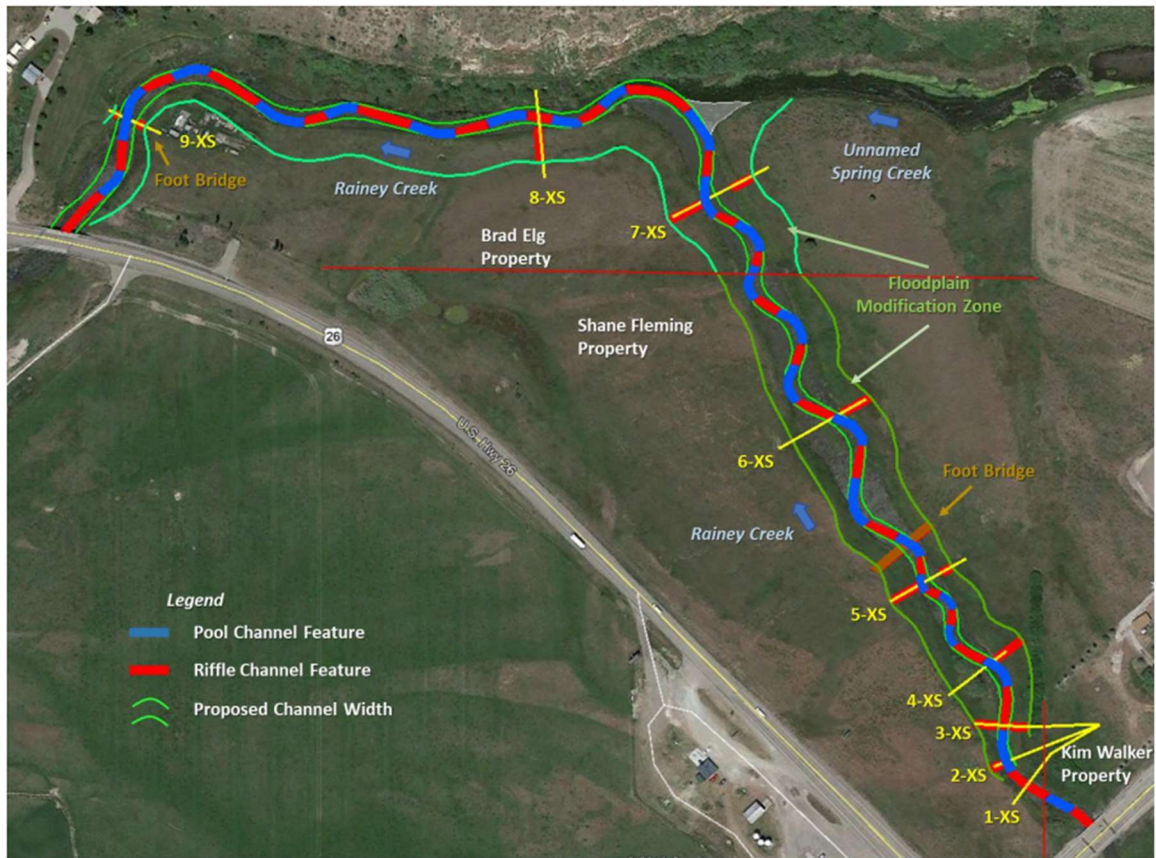 Unnamed
Spring Creek
9-XS
Foot Bridge
Rainey Creek
8-XS
7-XS
Brad Elg
Property
Floodplain
Modification Zone
26
Shane Fleming
Property
U.S. Hwy 26
6-XS
Foot Bridge
Rainey Creek
5-XS
Legend
Pool Channel Feature
Riffle Channel Feature
Proposed Channel Width
4-XS
3-XS
Kim Walker
Property
2-XS
1-XS